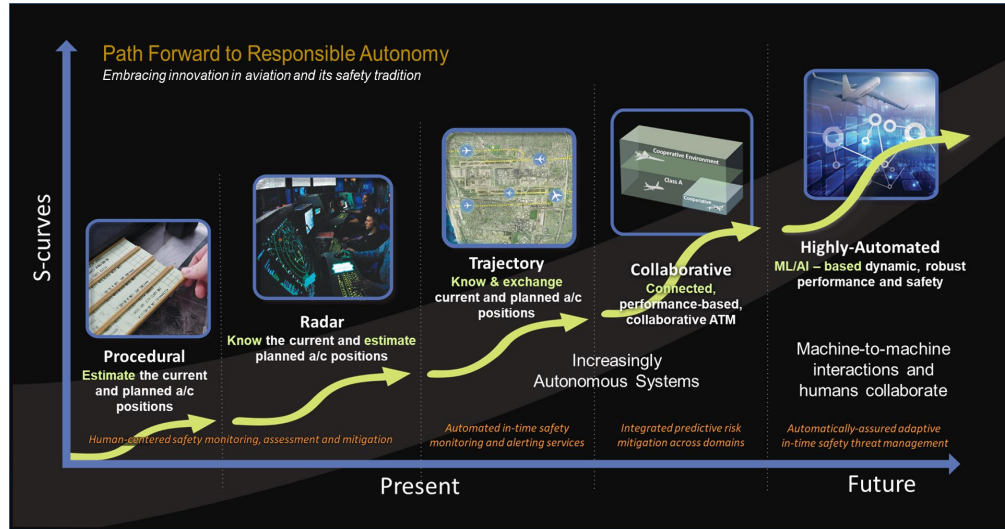 Path Forward to Responsible Autonomy
Embracing innovation in aviation and its safety tradition
S-curves
Procedural
Estimate the current
and planned a/c
positions
Radar
Know the current and estimate
planned a/c positions
Human-centered safety monitoring, assessment and mitigation
Trajectory
Know & exchange
current and planned a/c
positions
Automated in-time safety
monitoring and alerting services
Cooperative Environment
Class A
Cooperative
Collaborative
Connected,
performance-based,
collaborative ATM
Increasingly
Autonomous Systems
Integrated predictive risk
mitigation across domains
Highly-Automated
ML/AI – based dynamic, robust
performance and safety
Machine-to-machine
interactions and
humans collaborate
Automatically-assured adaptive
in-time safety threat management
Present
Future